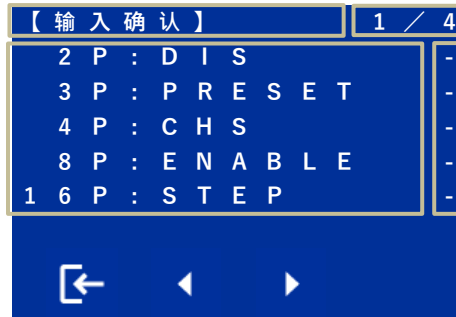 【输入确认】 1／4
2P:DIS -
3P:PRESET -
4P:CHS -
8P:ENABLE -
16P:STEP -